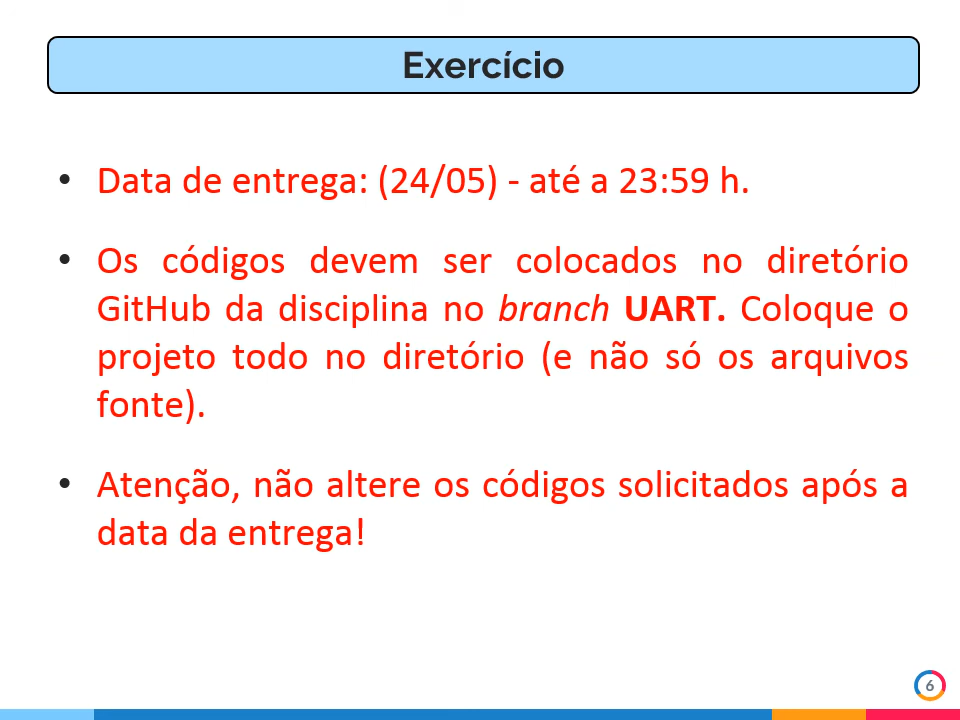 Exercício
• Data de entrega: (24/05) - até a 23:59 h.
• Os códigos devem ser colocados no diretório
GitHub da disciplina no branch UART. Coloque o
projeto todo no diretório (e não só os arquivos
fonte).
• Atenção, não altere os códigos solicitados após a
data da entrega!
6